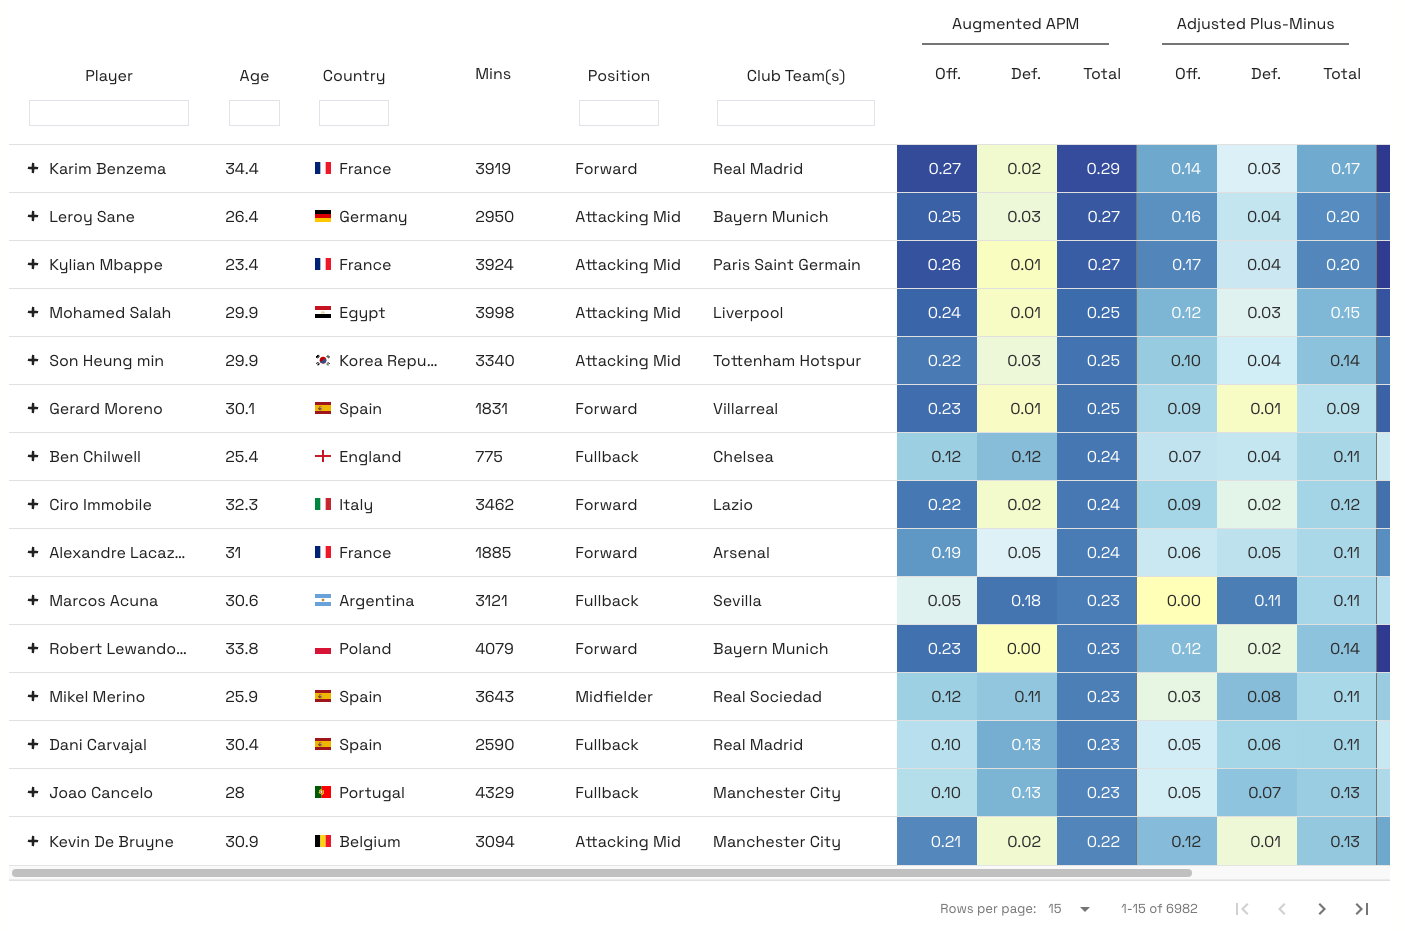 Augmented APM Adjusted Plus-Minus
Player Age Country Mins Position Club Team(s) Off. Def. Total Off. Def. Total
+ Karim Benzema 34.4 France 3919 Forward Real Madrid 0.27 0.02 0.29 0.14 0.03 0.17
+ Leroy Sane 26.4 Germany 2950 Attacking Mid Bayern Munich 0.25 0.03 0.27 0.16 0.04 0.20
+ Kylian Mbappe 23.4 France 3924 Attacking Mid Paris Saint Germain 0.26 0.01 0.27 0.17 0.04 0.20
+ Mohamed Salah 29.9 Egypt 3998 Attacking Mid Liverpool 0.24 0.01 0.25 0.12 0.03 0.15
+ Son Heung min 29.9 Korea Repu... 3340 Attacking Mid Tottenham Hotspur 0.22 0.03 0.25 0.10 0.04 0.14
+ Gerard Moreno 30.1 Spain 1831 Forward Villarreal 0.23 0.01 0.25 0.09 0.01 0.09
+ Ben Chilwell 25.4 England 775 Fullback Chelsea 0.12 0.12 0.24 0.07 0.04 0.11
+ Ciro Immobile 32.3 Italy 3462 Forward Lazio 0.22 0.02 0.24 0.09 0.02 0.12
+ Alexandre Lacaz... 31 France 1885 Forward Arsenal 0.19 0.05 0.24 0.06 0.05 0.11
+ Marcos Acuna 30.6 Argentina 3121 Fullback Sevilla 0.05 0.18 0.23 0.00 0.11 0.11
+ Robert Lewando... 33.8 Poland 4079 Forward Bayern Munich 0.23 0.00 0.23 0.12 0.02 0.14
+ Mikel Merino 25.9 Spain 3643 Midfielder Real Sociedad 0.12 0.11 0.23 0.03 0.08 0.11
+ Dani Carvajal 30.4 Spain 2590 Fullback Real Madrid 0.10 0.13 0.23 0.05 0.06 0.11
+ Joao Cancelo 28 Portugal 4329 Fullback Manchester City 0.10 0.13 0.23 0.05 0.07 0.13
+ Kevin De Bruyne 30.9 Belgium 3094 Attacking Mid Manchester City 0.21 0.02 0.22 0.12 0.01 0.13
Rows per page: 15 1-15 of 6982